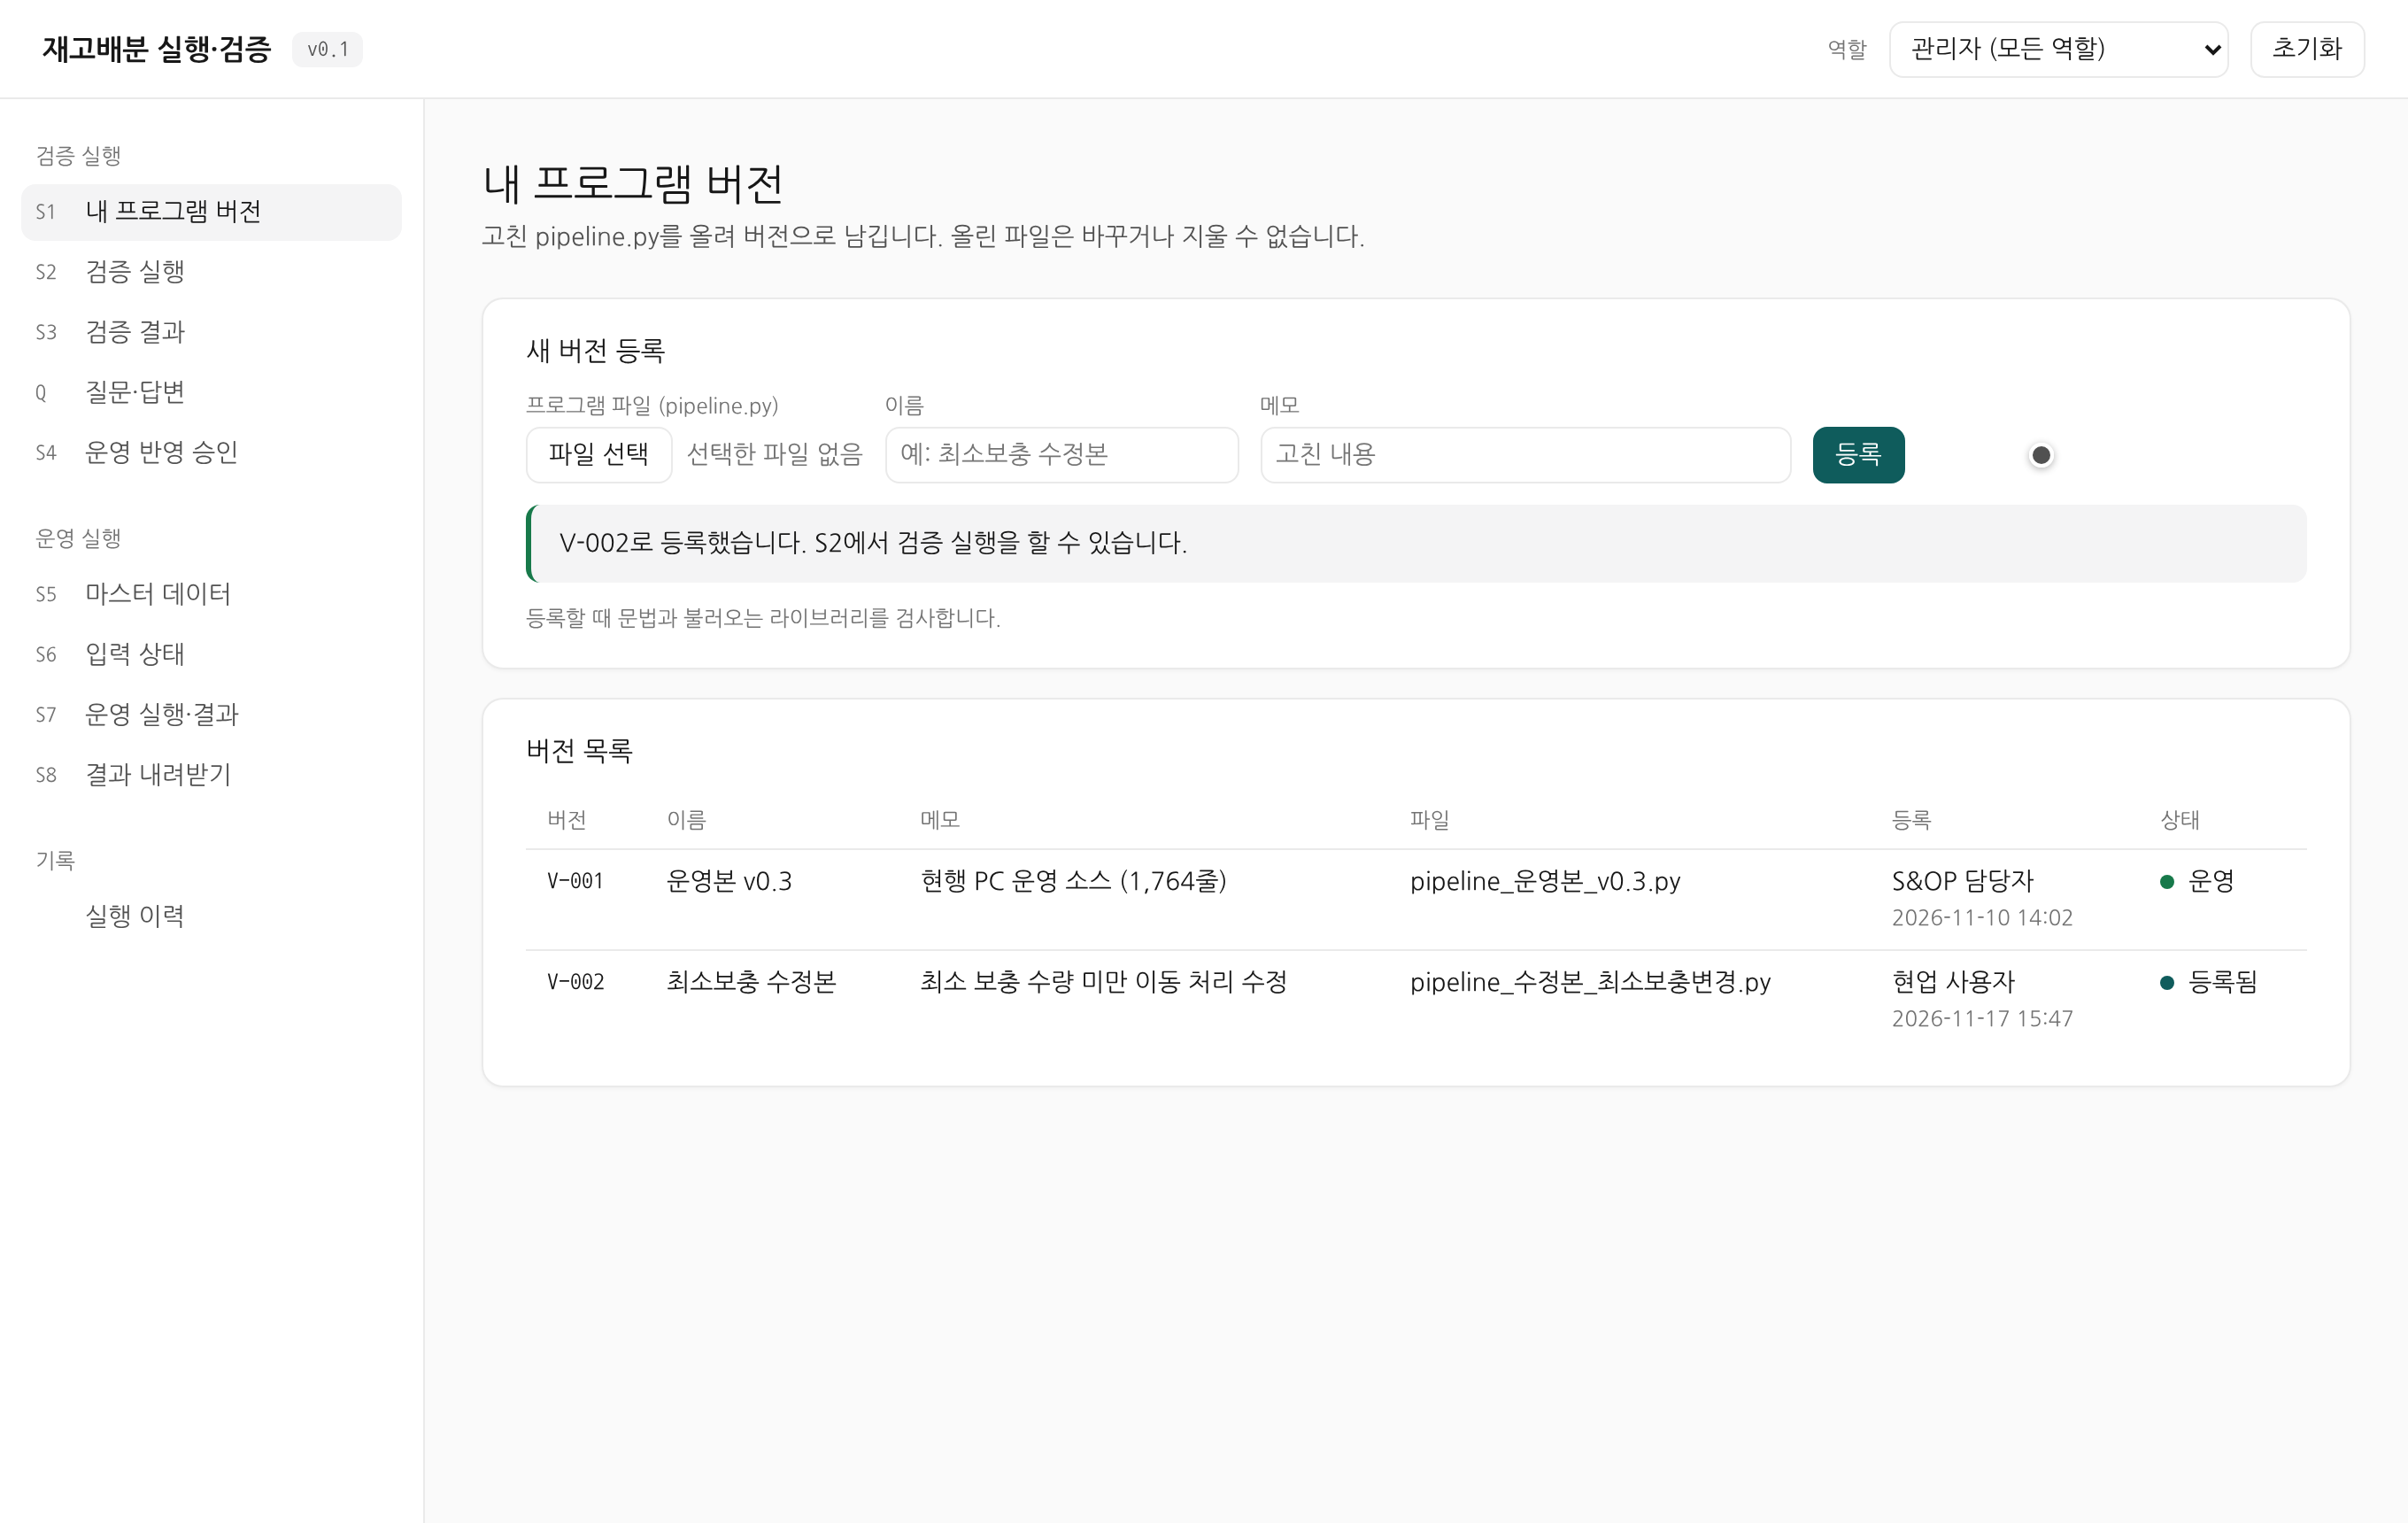 재고배분 실행·검증 v0.1 역할 관리자 (모든 역할) 초기화
검증 실행
S1 내 프로그램 버전
S2 검증 실행
S3 검증 결과
Q 질문·답변
S4 운영 반영 승인
운영 실행
S5 마스터 데이터
S6 입력 상태
S7 운영 실행·결과
S8 결과 내려받기
기록
실행 이력
내 프로그램 버전
고친 pipeline.py를 올려 버전으로 남깁니다. 올린 파일은 바꾸거나 지울 수 없습니다.
새 버전 등록
프로그램 파일 (pipeline.py) 이름 메모
파일 선택 선택한 파일 없음 예: 최소보충 수정본 고친 내용 등록
V-002로 등록했습니다. S2에서 검증 실행을 할 수 있습니다.
등록할 때 문법과 불러오는 라이브러리를 검사합니다.
버전 목록
버전 이름 메모 파일 등록 상태
V-001 운영본 v0.3 현행 PC 운영 소스 (1,764줄) pipeline_운영본_v0.3.py S&OP 담당자 운영
2026-11-10 14:02
V-002 최소보충 수정본 최소 보충 수량 미만 이동 처리 수정 pipeline_수정본_최소보충변경.py 현업 사용자 등록됨
2026-11-17 15:47